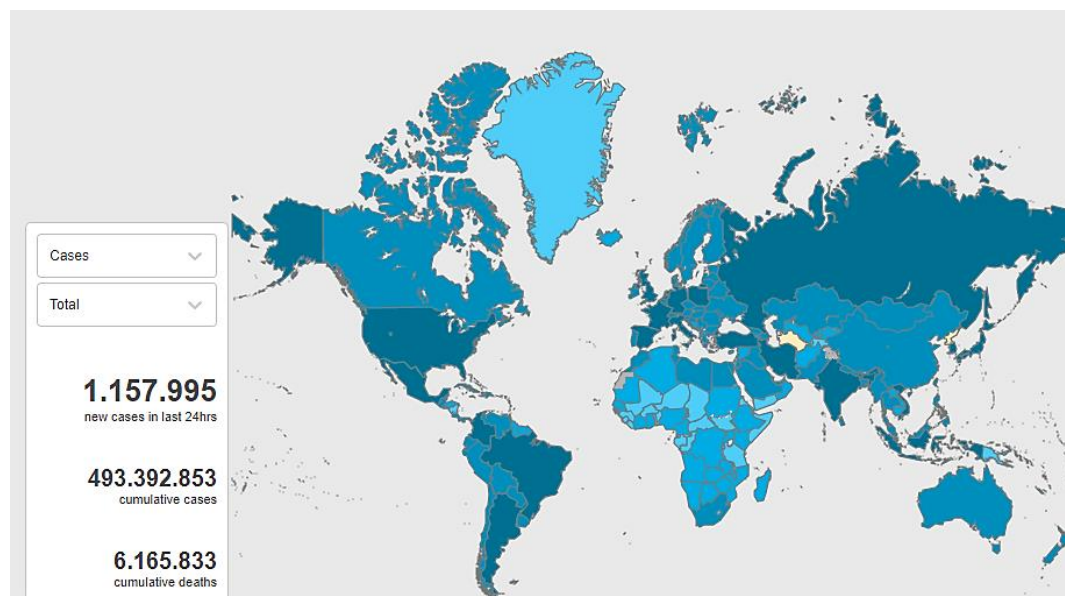 Cases
Total
1.157.995
new cases in last 24hrs
493.392.853
cumulative cases
6.165.833
cumulative deaths